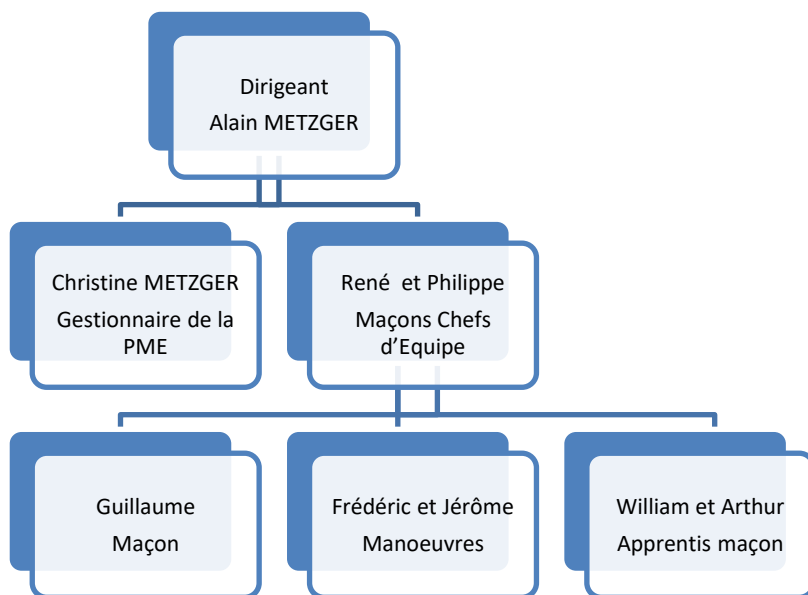 Dirigeant
Alain METZGER
Christine METZGER
Gestionnaire de la
PME
René et Philippe
Maçons Chefs
d’Equipe
Guillaume
Maçon
Frédéric et Jérôme
Manoeuvres
William et Arthur
Apprentis maçon